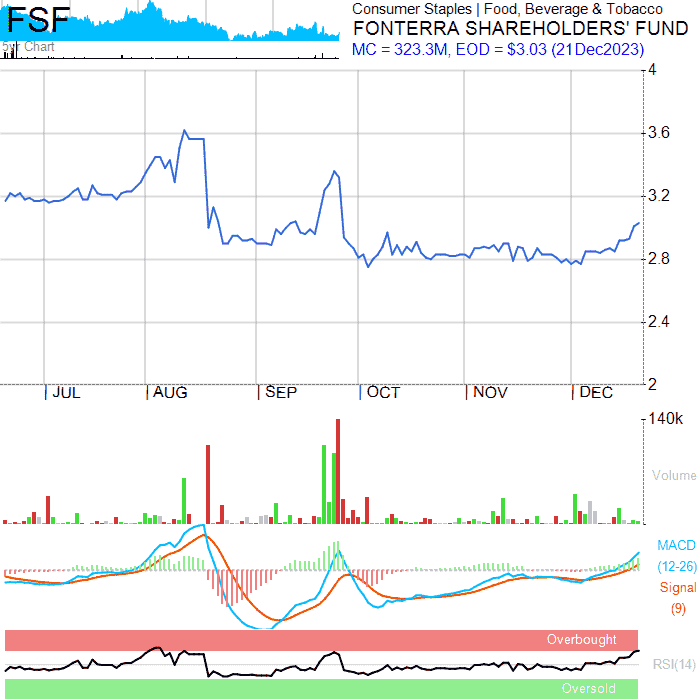 FSF
Consumer Staples | Food, Beverage & Tobacco
FONTERRA SHAREHOLDERS' FUND
5yr Chart
MC = 323.3M, EOD = $3.03 (21Dec2023)
4
3.6
3.2
2.8
2.4
2
JUL AUG SEP OCT NOV DEC
140k
Volume
MACD
(12-26)
Signal
(9)
Overbought
RSI(14)
Oversold